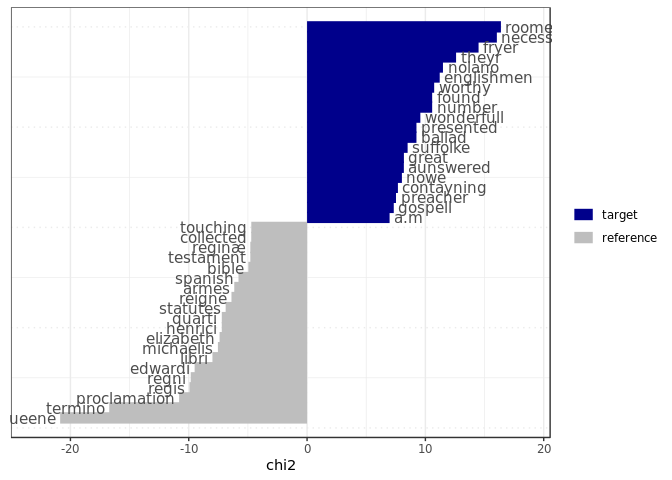 roome
necess
fryer
theyr
nolano
englishmen
worthy
found
number
wonderfull
presented
ballad
suffolke
great
aunswered
nowe
contayning
preacher
gospell
a.m
touching
collected
reginæ
testament
bible
spanish
armes
reigne
statutes
quarti
henrici
elizabeth
michaelis
libri
edwardi
regni
regis
proclamation
termino
ueene
-20 -10 0 10 20
chi2
target
reference